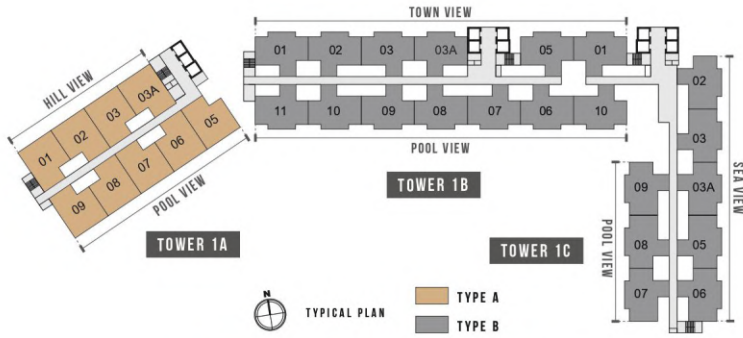 TOWN VIEW
01 02 03 03A 05 01
11 10 09 08 07 06 10
POOL VIEW
TOWER 1B
HILL VIEW
01 02 03 03A
09 08 07 06 05
POOL VIEW
TOWER 1A
02
03
03A
05
06
SEA VIEW
09
08
07
POOL VIEW
TOWER 1C
N
TYPICAL PLAN
TYPE A
TYPE B